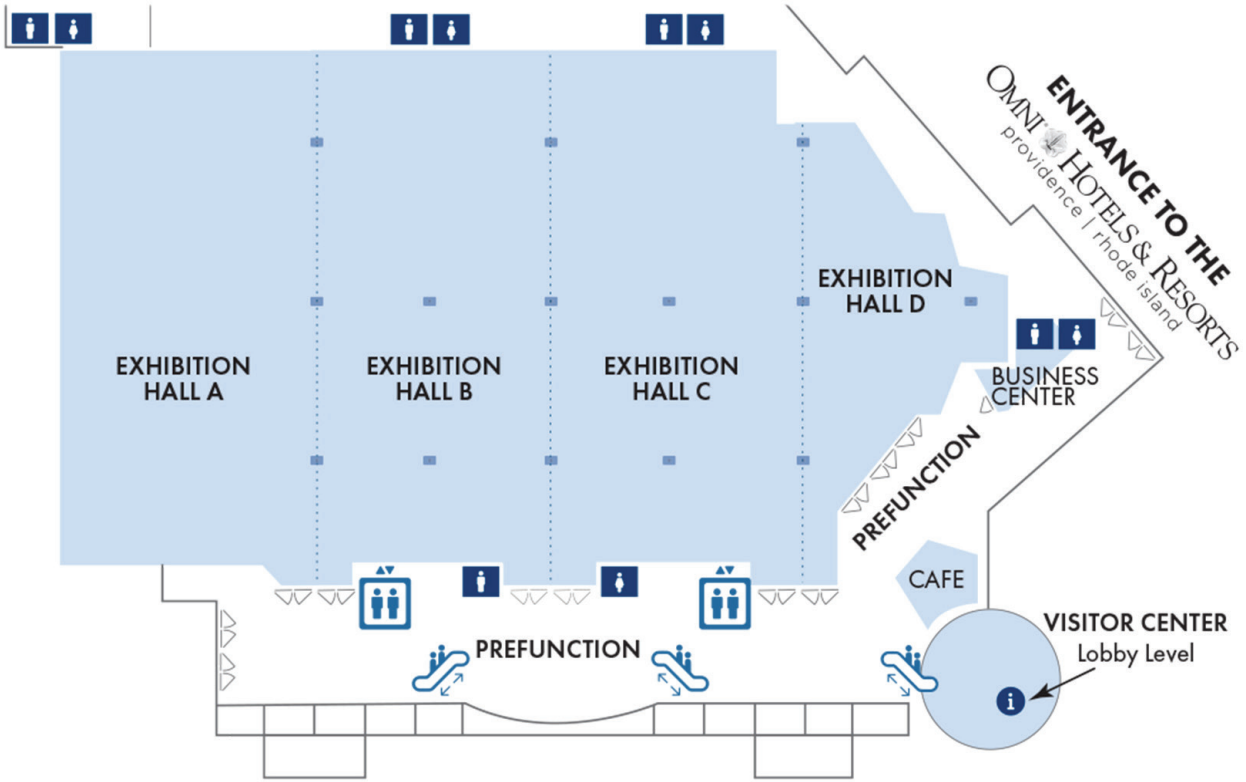 ENTRANCE TO THE
OMNI HOTELS & RESORTS
providence | rhode island
EXHIBITION
HALL A
EXHIBITION
HALL B
EXHIBITION
HALL C
EXHIBITION
HALL D
BUSINESS
CENTER
PREFUNCTION
CAFE
PREFUNCTION
VISITOR CENTER
Lobby Level
i